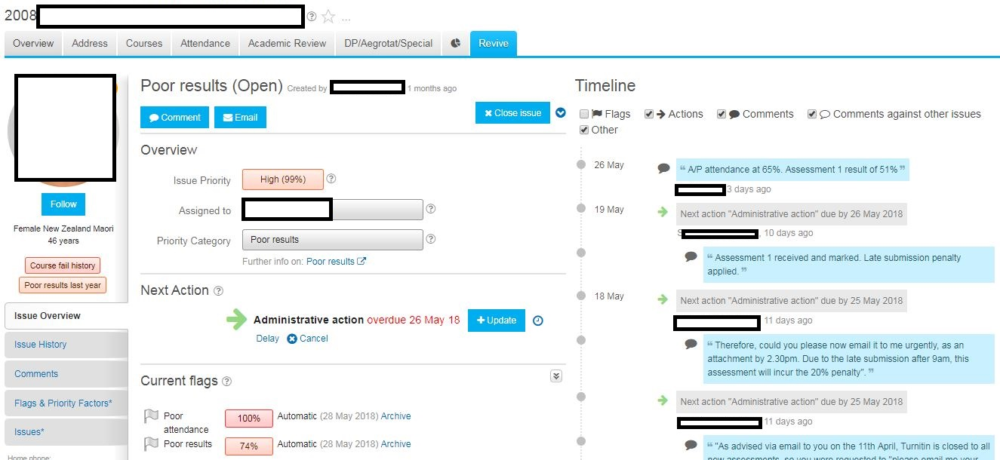 2008
? ...
Overview Address Courses Attendance Academic Review DP/Aegrotat/Special Revive
Follow
Female New Zealand Maori
46 years
Course fail history
Poor results last year
Issue Overview
Issue History
Comments
Flags & Priority Factors*
Issues*
Home phone:
Poor results (Open) Created by 1 months ago
Comment Email Close issue
Overview
Issue Priority High (99%) ?
Assigned to ?
Priority Category Poor results ?
Further info on: Poor results
Next Action ?
Administrative action overdue 26 May 18 + Update
Delay Cancel
Current flags ?
Poor attendance 100% Automatic (28 May 2018) Archive
Poor results 74% Automatic (28 May 2018) Archive
Timeline
Flags Actions Comments Comments against other issues
Other
26 May
“ A/P attendance at 65%. Assessment 1 result of 51% ”
3 days ago
19 May
Next action "Administrative action" due by 26 May 2018
S , 10 days ago
“ Assessment 1 received and marked. Late submission penalty
applied. ”
18 May
Next action "Administrative action" due by 25 May 2018
11 days ago
“ Therefore, could you please now email it to me urgently, as an
attachment by 2.30pm. Due to the late submission after 9am, this
assessment will incur the 20% penalty". ”
Next action "Administrative action" due by 25 May 2018
11 days ago
“ "As advised via email to you on the 11th April, Turnitin is closed to all
new assessments, so you were requested to "please email me your